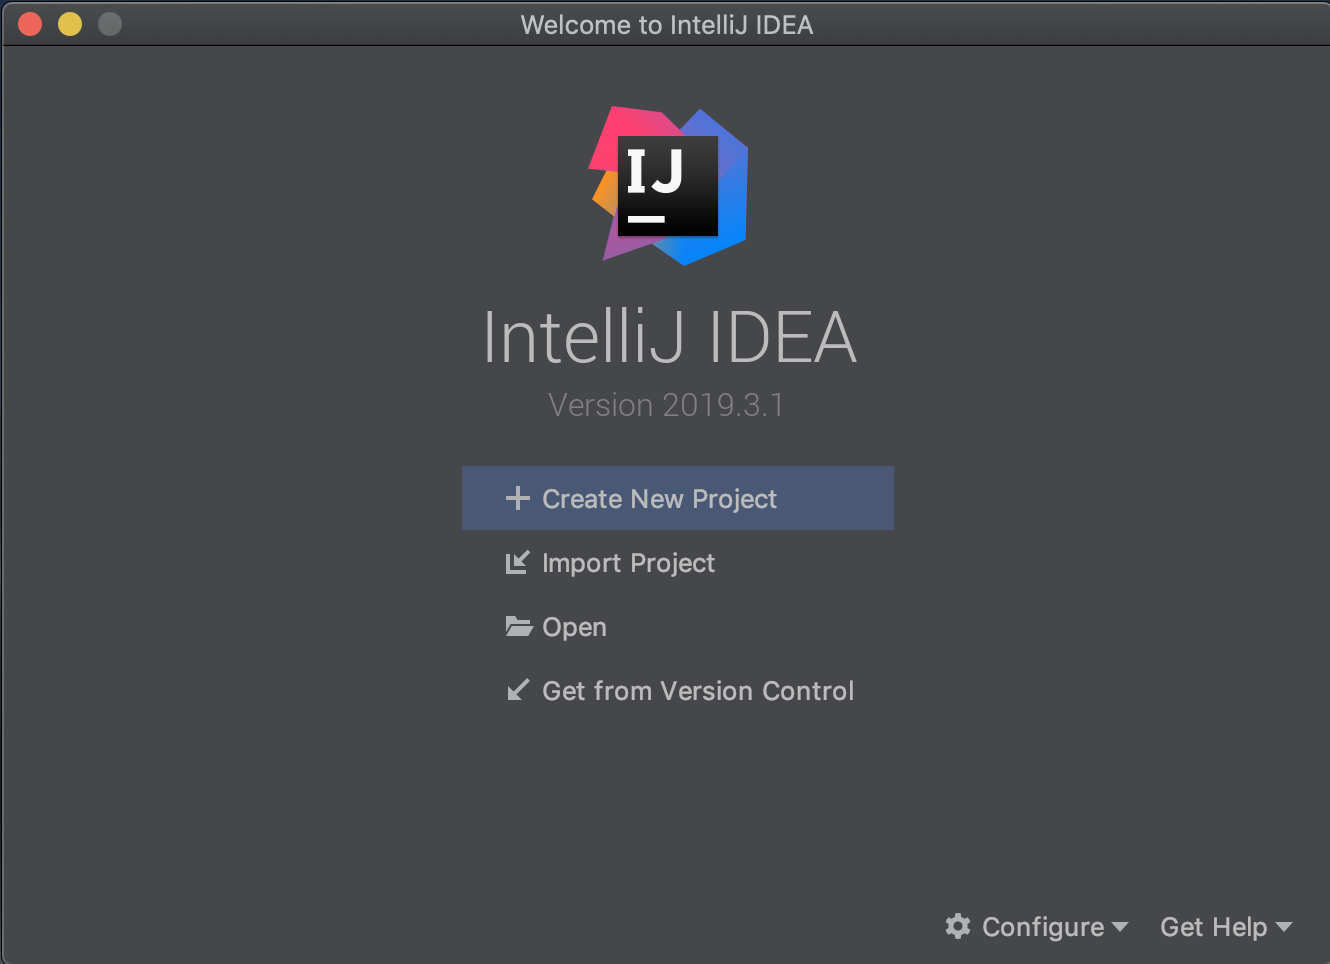 Welcome to IntelliJ IDEA
IJ
IntelliJ IDEA
Version 2019.3.1
Create New Project
Import Project
Open
Get from Version Control
Configure
Get Help